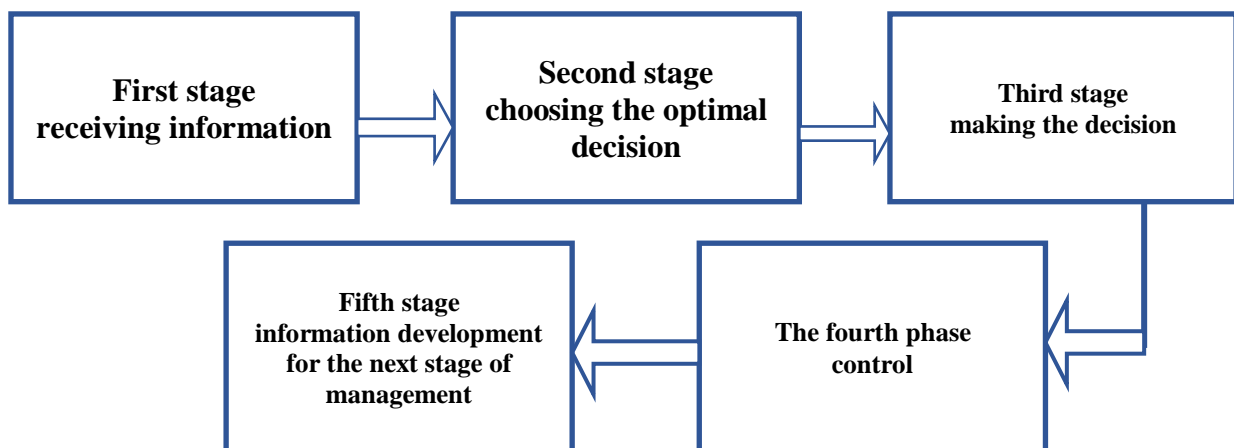 First stage
receiving information
Second stage
choosing the optimal
decision
Third stage
making the decision
The fourth phase
control
Fifth stage
information development
for the next stage of
management